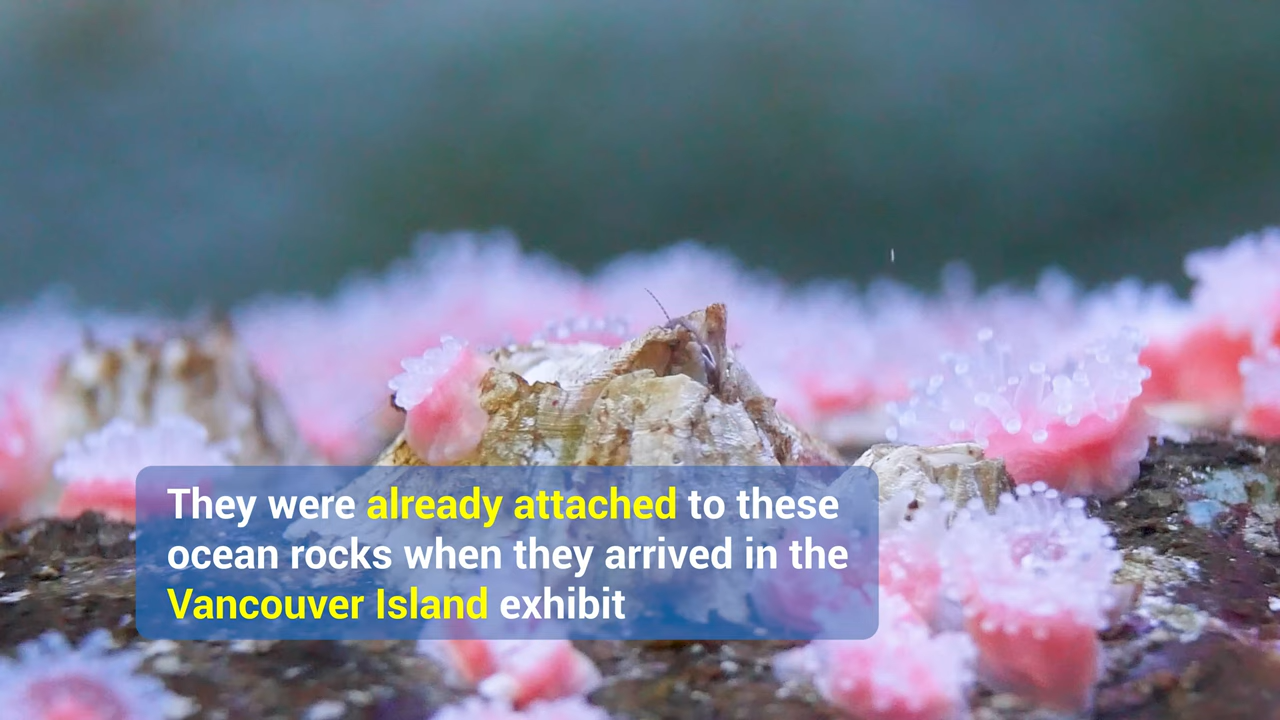 They were already attached to these
ocean rocks when they arrived in the
Vancouver Island exhibit